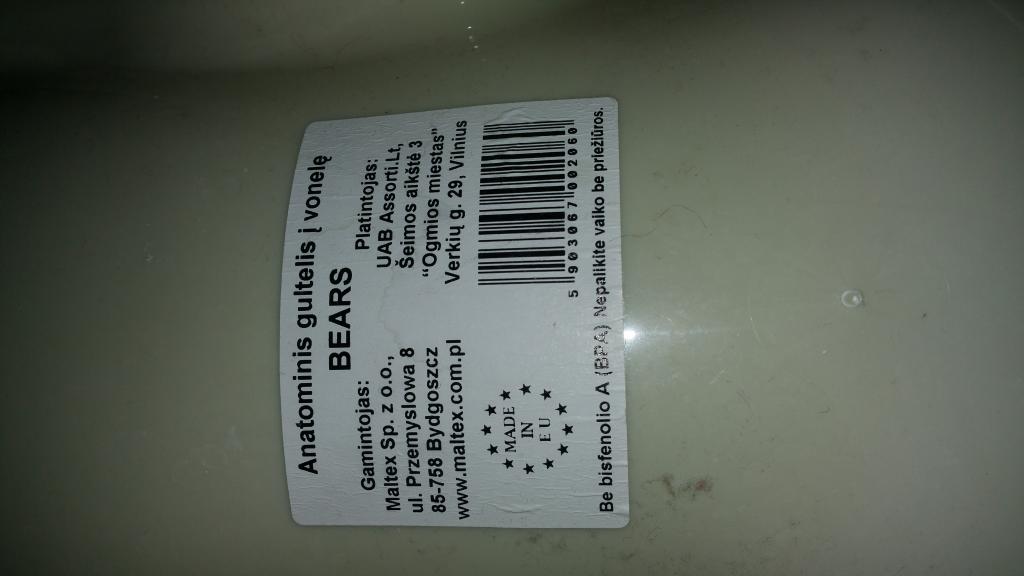 Anatominis gultelis į vonelę
BEARS
Gamintojas:
Maltex Sp. z o.o.,
ul. Przemyslowa 8
85-758 Bydgoszcz
www.maltex.com.pl
Platintojas:
UAB Assorti.Lt,
Šeimos aikštė 3
“Ogmios miestas”
Verkių g. 29, Vilnius
MADE
IN
EU
5 903067 002060
Be bisfenolio A (BPA) Nepalikite vaiko be priežiūros.